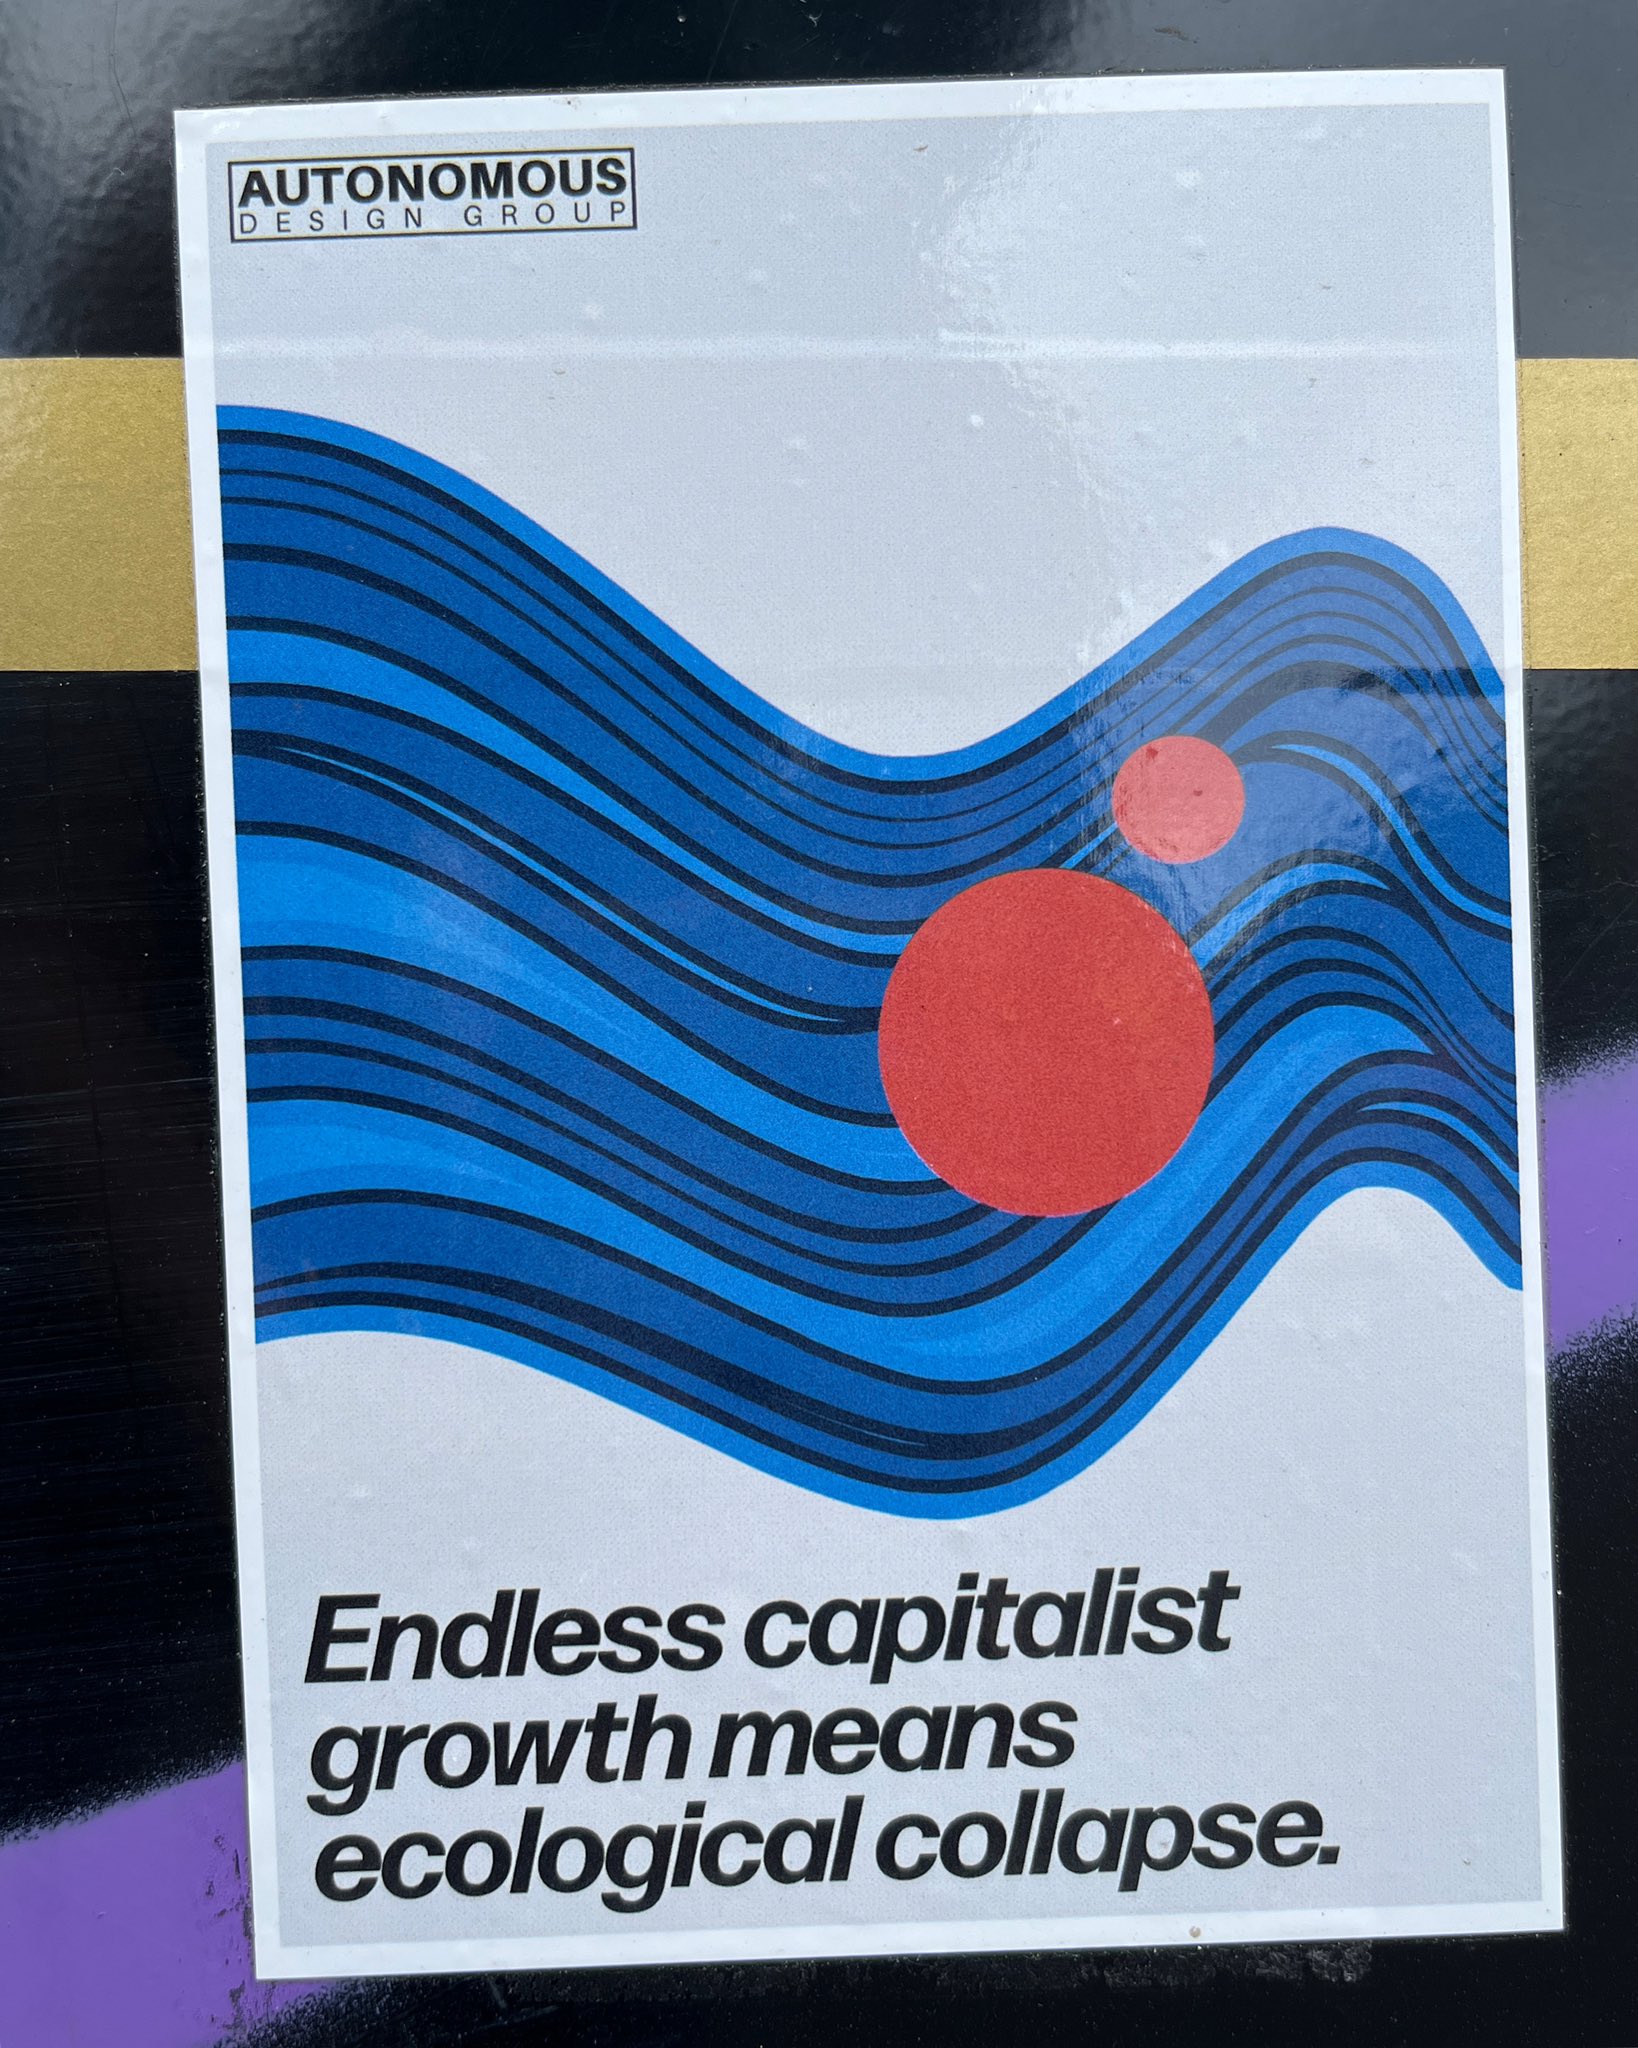 AUTONOMOUS
DESIGN GROUP
Endless capitalist
growth means
ecological collapse.